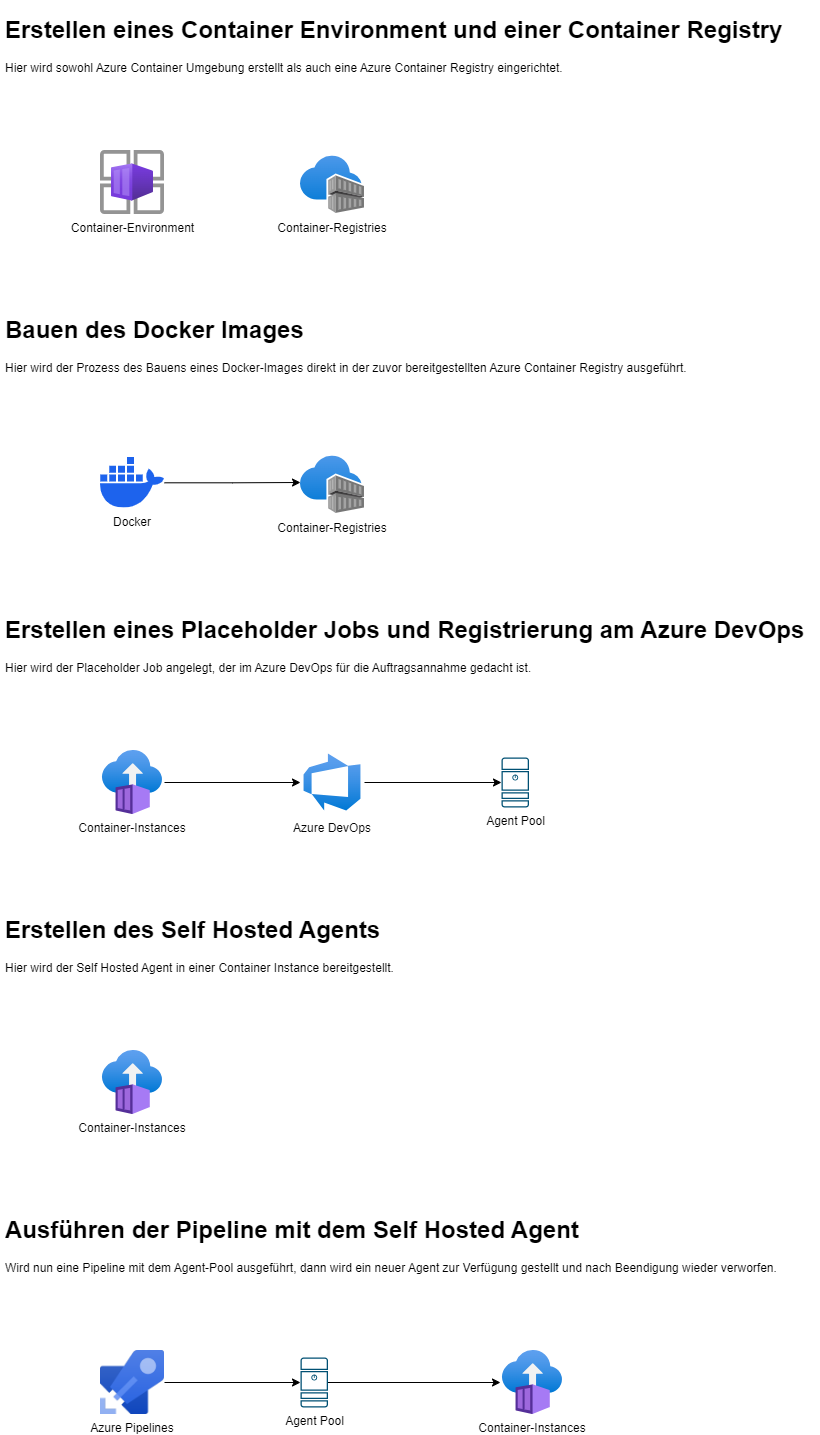 Erstellen eines Container Environment und einer Container Registry
Hier wird sowohl Azure Container Umgebung erstellt als auch eine Azure Container Registry eingerichtet.
Container-Environment
Container-Registries
Bauen des Docker Images
Hier wird der Prozess des Bauens eines Docker-Images direkt in der zuvor bereitgestellten Azure Container Registry ausgeführt.
Docker
Container-Registries
Erstellen eines Placeholder Jobs und Registrierung am Azure DevOps
Hier wird der Placeholder Job angelegt, der im Azure DevOps für die Auftragsannahme gedacht ist.
Container-Instances
Azure DevOps
Agent Pool
Erstellen des Self Hosted Agents
Hier wird der Self Hosted Agent in einer Container Instance bereitgestellt.
Container-Instances
Ausführen der Pipeline mit dem Self Hosted Agent
Wird nun eine Pipeline mit dem Agent-Pool ausgeführt, dann wird ein neuer Agent zur Verfügung gestellt und nach Beendigung wieder verworfen.
Azure Pipelines
Agent Pool
Container-Instances